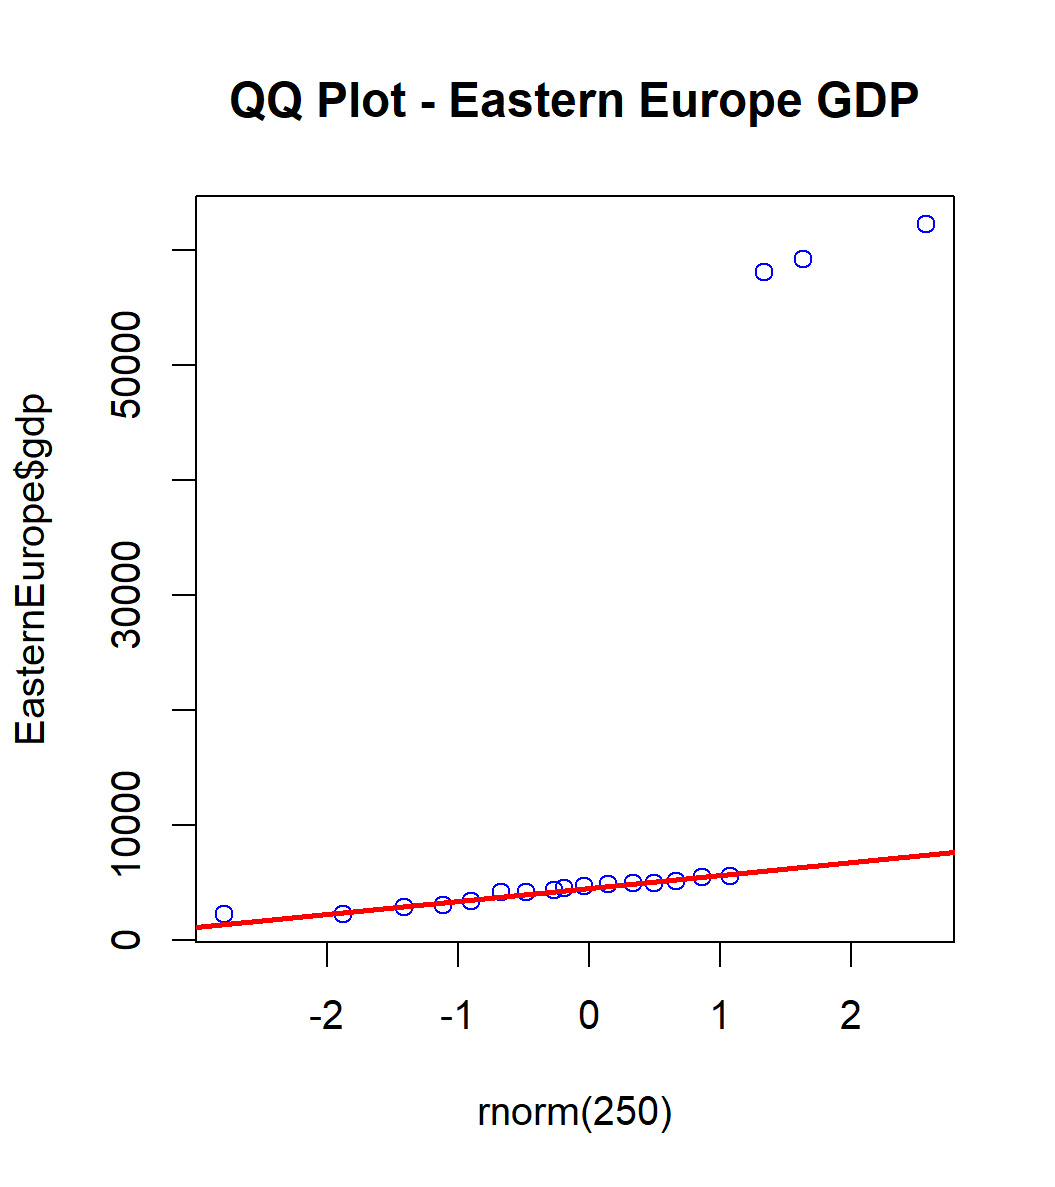 QQ Plot - Eastern Europe GDP
EasternEurope$gdp
50000
30000
10000
0
-2 -1 0 1 2
rnorm(250)